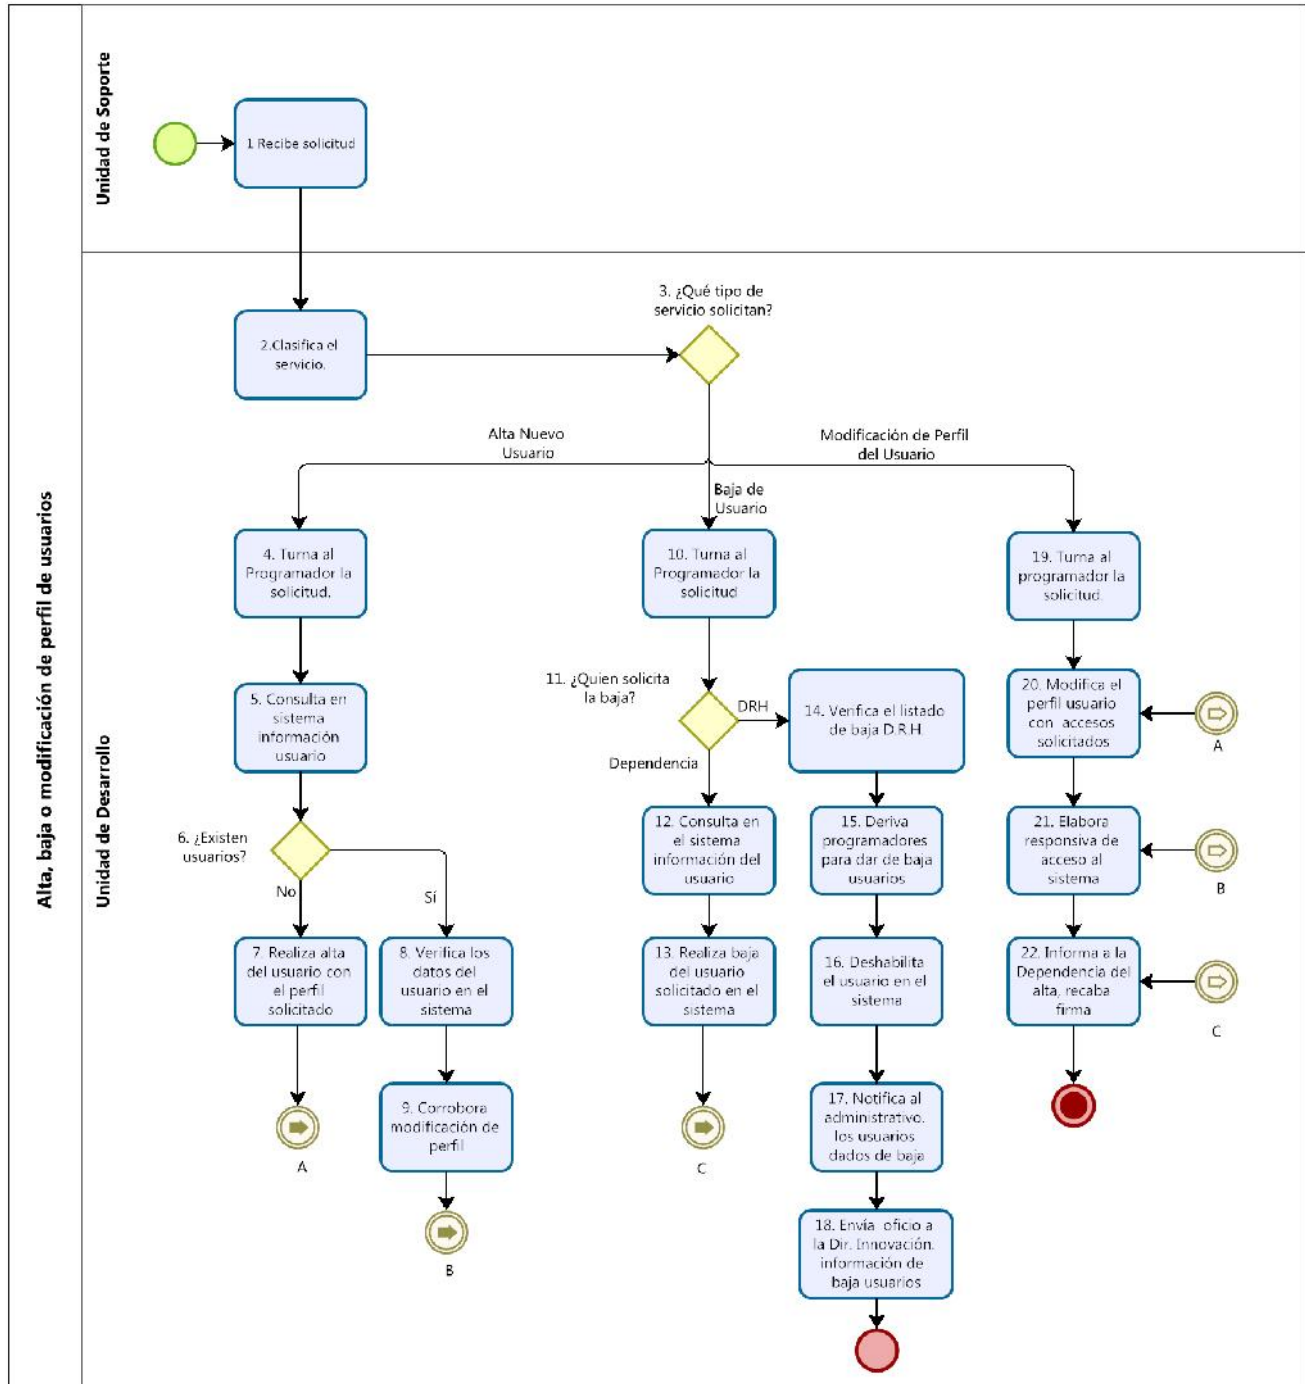 Alta, baja o modificación de perfil de usuarios
Unidad de Soporte
1 Recibe solicitud
Unidad de Desarrollo
2.Clasifica el
servicio.
3. ¿Qué tipo de
servicio solicitan?
Alta Nuevo
Usuario
Baja de
Usuario
Modificación de Perfil
del Usuario
4. Turna al
Programador la
solicitud.
5. Consulta en
sistema
información
usuario
6. ¿Existen
usuarios?
No
Sí
7. Realiza alta
del usuario con
el perfil
solicitado
A
8. Verifica los
datos del
usuario en el
sistema
9. Corrobora
modificación de
perfil
B
10. Turna al
Programador la
solicitud
11. ¿Quien solicita
la baja?
DRH
Dependencia
12. Consulta en
el sistema
información del
usuario
13. Realiza baja
del usuario
solicitado en el
sistema
C
14. Verifica el listado
de baja D.R.H.
15. Deriva
programadores
para dar de baja
usuarios
16. Deshabilita
el usuario en el
sistema
17. Notifica al
administrativo.
los usuarios
dados de baja
18. Envía oficio a
la Dir. Innovación.
información de
baja usuarios
19. Turna al
programador la
solicitud.
20. Modifica el
perfil usuario
con accesos
solicitados
A
21. Elabora
responsiva de
acceso al
sistema
B
22. Informa a la
Dependencia del
alta, recaba
firma
C